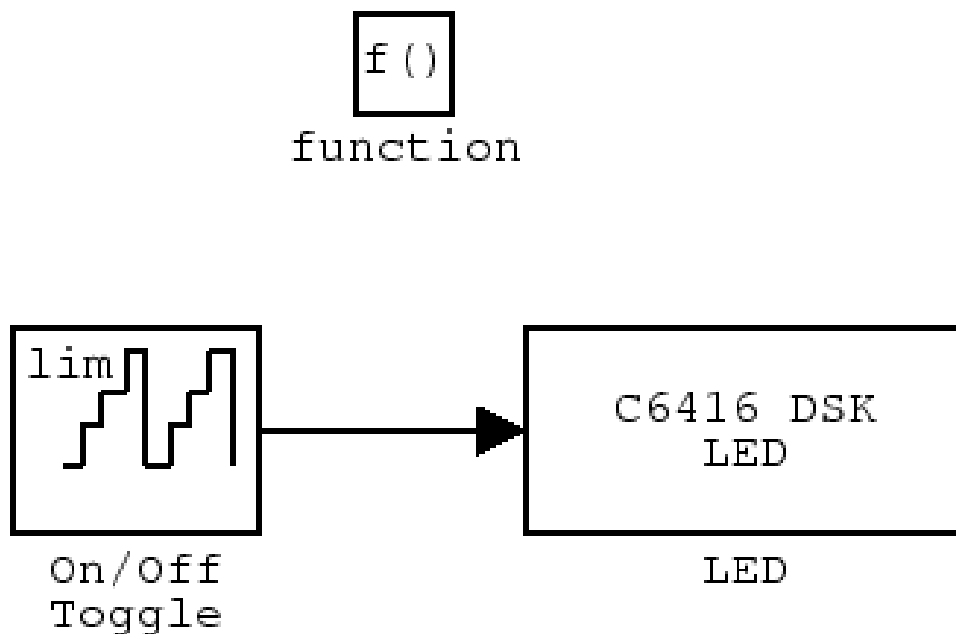 f()
function
lim
C6416 DSK
LED
On/Off
Toggle
LED